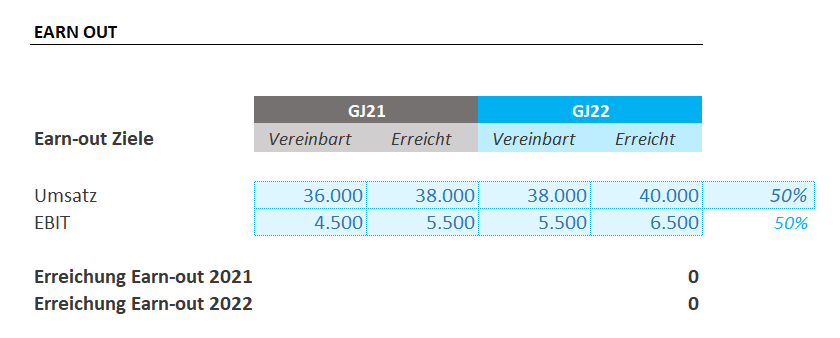 EARN OUT
GJ21 GJ22
Earn-out Ziele Vereinbart Erreicht Vereinbart Erreicht
Umsatz 36.000 38.000 38.000 40.000 50%
EBIT 4.500 5.500 5.500 6.500 50%
Erreichung Earn-out 2021 0
Erreichung Earn-out 2022 0